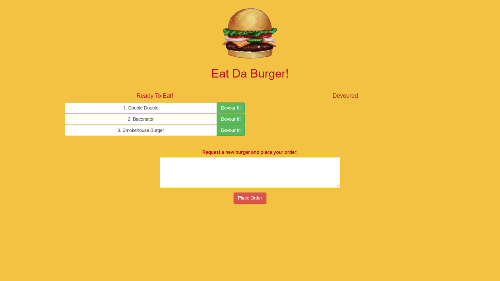 Eat Da Burger!
Ready To Eat!
Devoured
1. Double Double
Devour It!
2. Baconator
Devour It!
3. Smokehouse Burger
Devour It!
Request a new burger and place your order!
Place Order